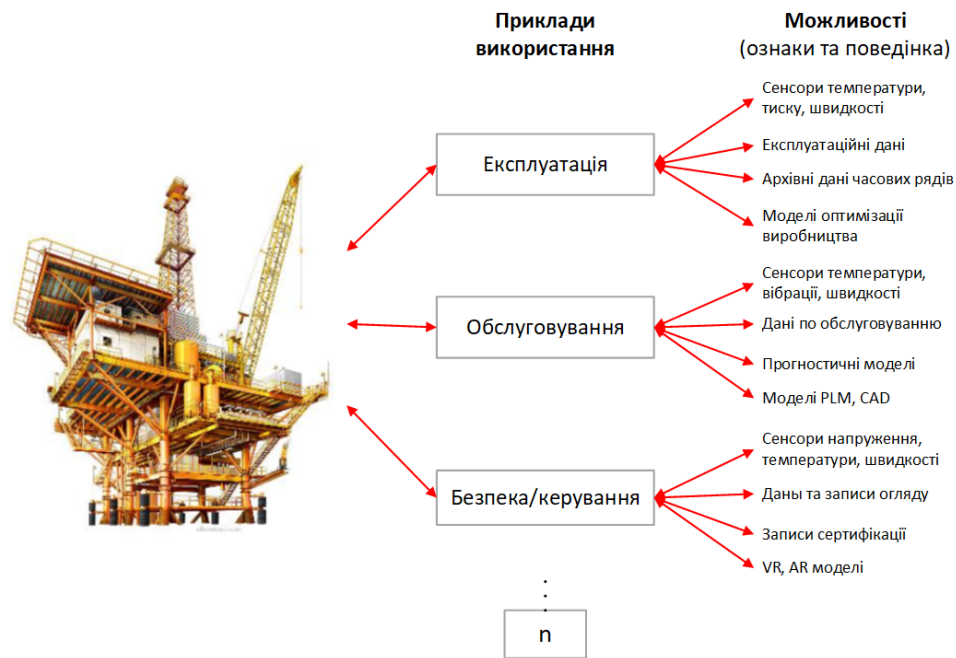 Приклади
використання
Можливості
(ознаки та поведінка)
Експлуатація
Сенсори температури,
тиску, швидкості
Експлуатаційні дані
Архівні дані часових рядів
Моделі оптимізації
виробництва
Обслуговування
Сенсори температури,
вібрації, швидкості
Дані по обслуговуванню
Прогностичні моделі
Моделі PLM, CAD
Безпека/керування
Сенсори напруження,
температури, швидкості
Даны та записи огляду
Записи сертифікації
VR, AR моделі
n